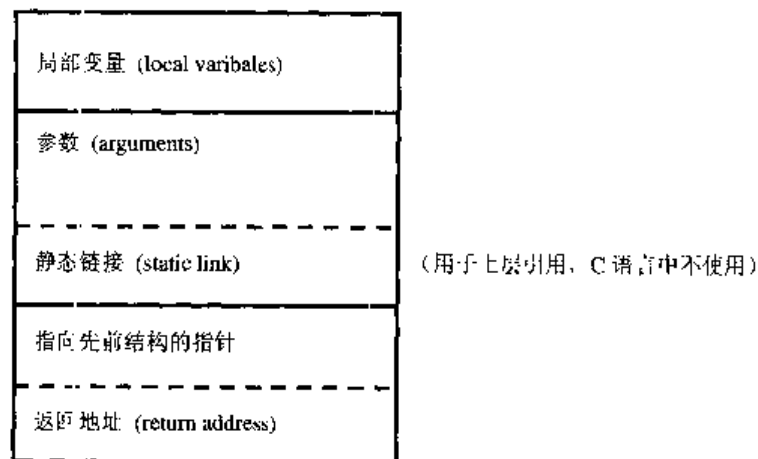 局部变量 (local varibales)
参数 (arguments)
静态链接 (static link)
（用于上层引用，C 语言中不使用）
指向先前结构的指针
返回地址 (return address)